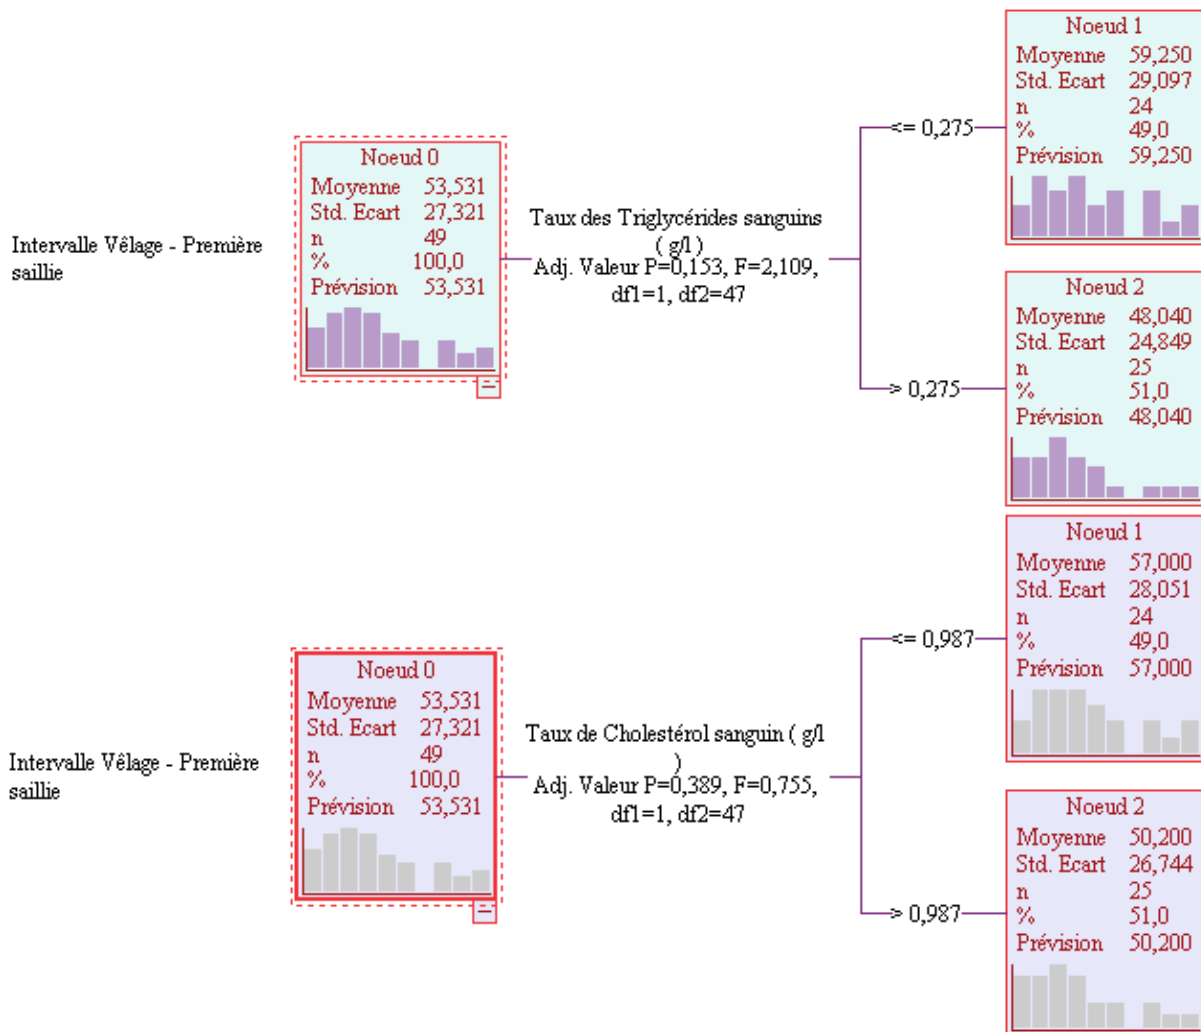 Intervalle Vêlage - Première
saillie
Noeud 0
Moyenne 53,531
Std. Ecart 27,321
n 49
% 100,0
Prévision 53,531
Taux des Triglycérides sanguins
( g/l )
Adj. Valeur P=0,153, F=2,109,
df1=1, df2=47
<= 0,275
Noeud 1
Moyenne 59,250
Std. Ecart 29,097
n 24
% 49,0
Prévision 59,250
> 0,275
Noeud 2
Moyenne 48,040
Std. Ecart 24,849
n 25
% 51,0
Prévision 48,040
Intervalle Vêlage - Première
saillie
Noeud 0
Moyenne 53,531
Std. Ecart 27,321
n 49
% 100,0
Prévision 53,531
Taux de Cholestérol sanguin ( g/l
)
Adj. Valeur P=0,389, F=0,755,
df1=1, df2=47
<= 0,987
Noeud 1
Moyenne 57,000
Std. Ecart 28,051
n 24
% 49,0
Prévision 57,000
> 0,987
Noeud 2
Moyenne 50,200
Std. Ecart 26,744
n 25
% 51,0
Prévision 50,200